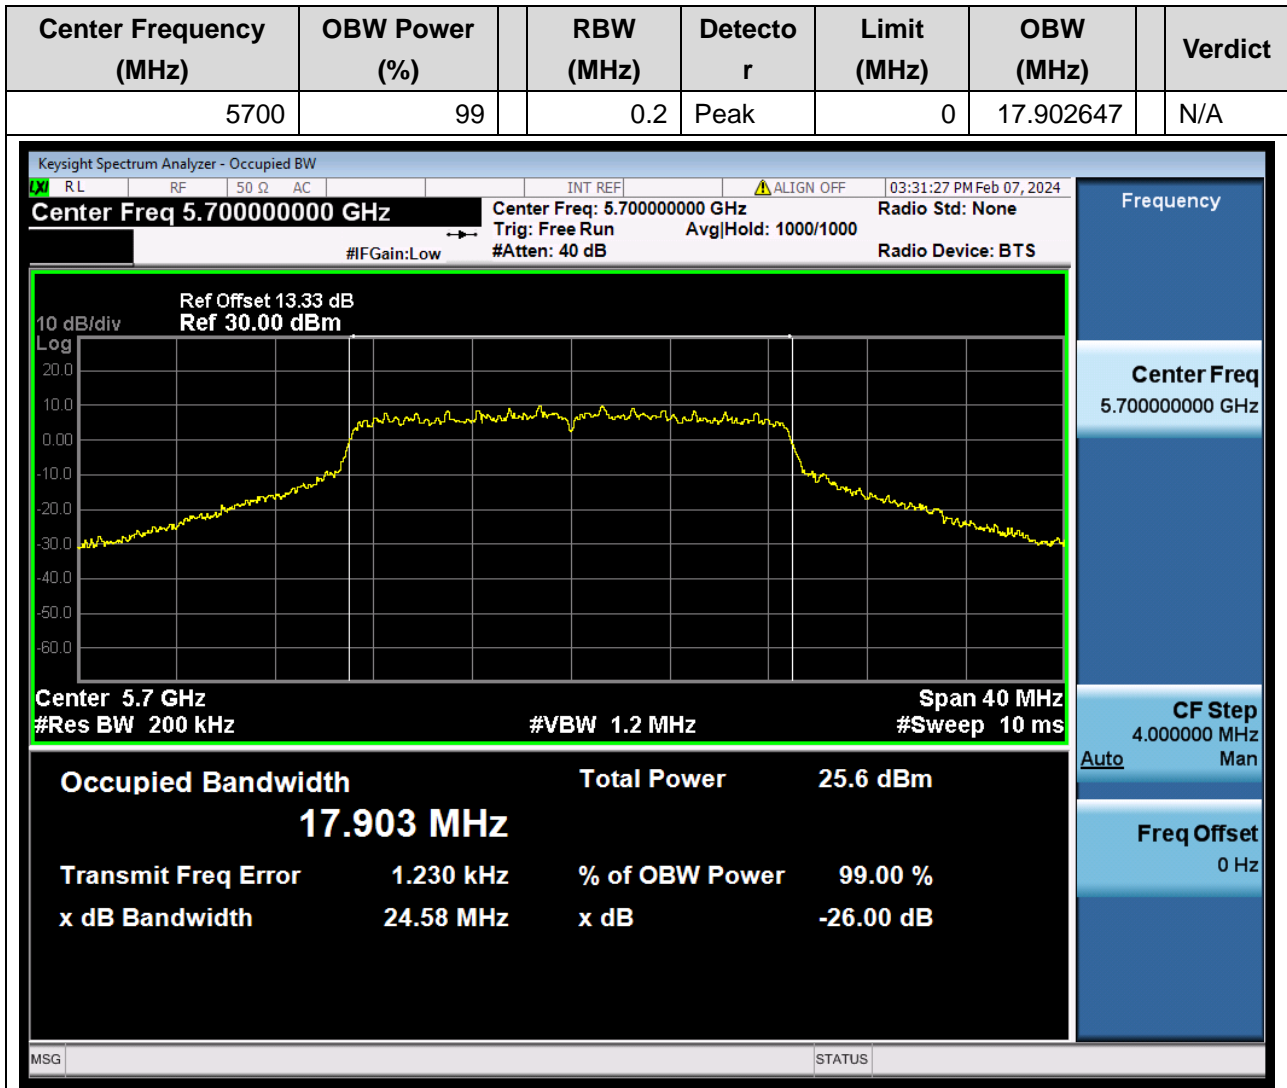 Center Frequency (MHz) OBW Power (%) RBW (MHz) Detector Limit (MHz) OBW (MHz) Verdict
5700 99 0.2 Peak 0 17.902647 N/A
Keysight Spectrum Analyzer - Occupied BW
LXI RL RF 50 Ω AC INT REF ALIGN OFF 03:31:27 PM Feb 07, 2024
Center Freq 5.700000000 GHz
Center Freq: 5.700000000 GHz
Radio Std: None
Trig: Free Run Avg|Hold: 1000/1000
#IFGain:Low
#Atten: 40 dB
Radio Device: BTS
Ref Offset 13.33 dB
10 dB/div Ref 30.00 dBm
Log
20.0
10.0
0.00
-10.0
-20.0
-30.0
-40.0
-50.0
-60.0
Center 5.7 GHz Span 40 MHz
#Res BW 200 kHz #VBW 1.2 MHz #Sweep 10 ms
Occupied Bandwidth Total Power 25.6 dBm
17.903 MHz
Transmit Freq Error 1.230 kHz % of OBW Power 99.00 %
x dB Bandwidth 24.58 MHz x dB -26.00 dB
Frequency
Center Freq
5.700000000 GHz
CF Step
4.000000 MHz
Auto Man
Freq Offset
0 Hz
MSG STATUS